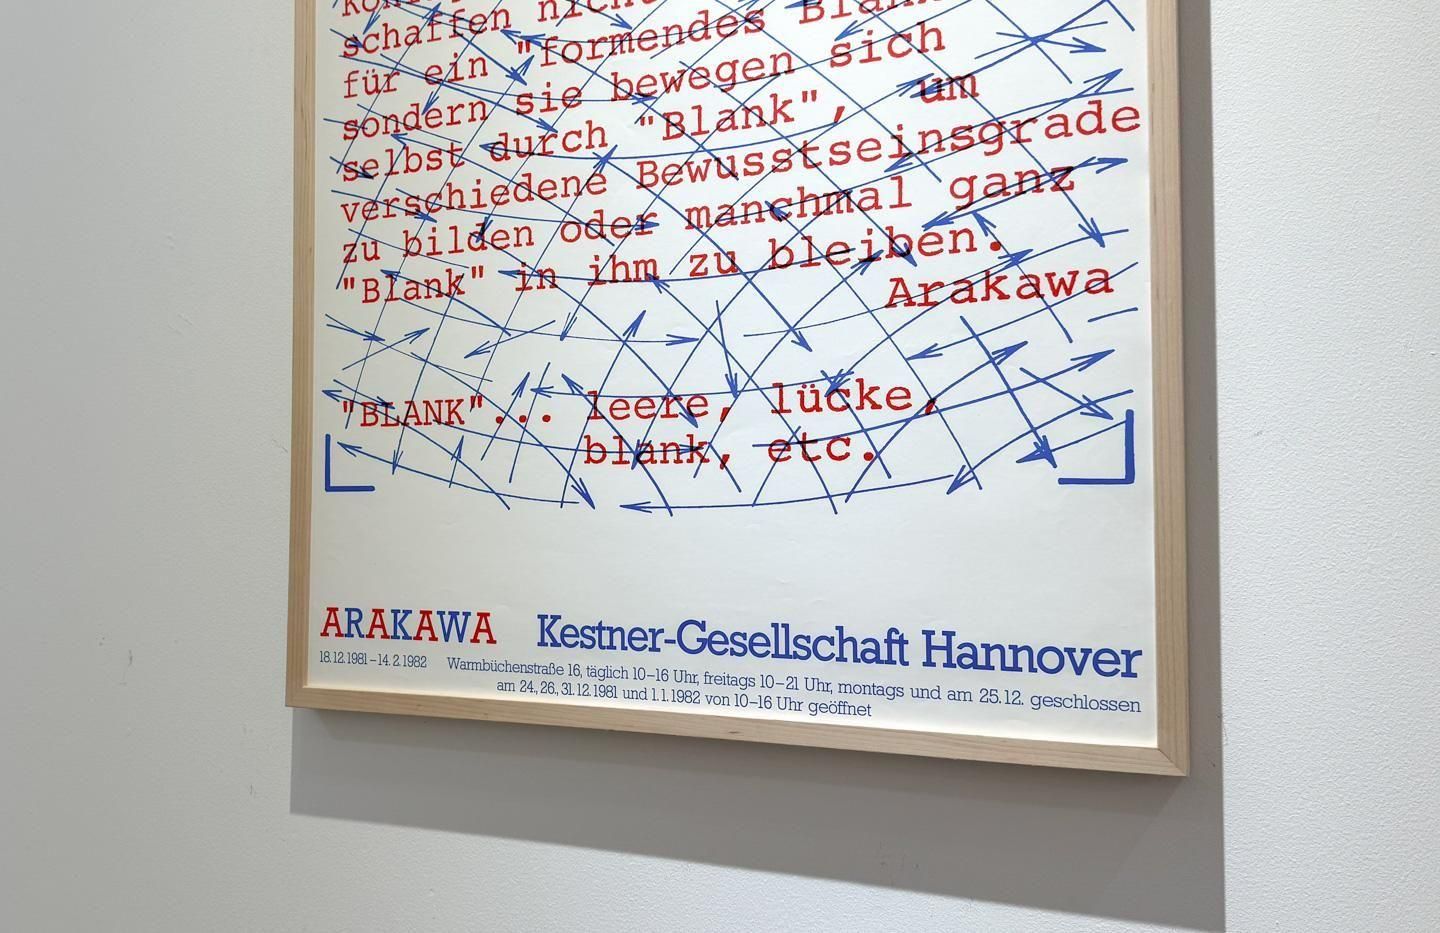 schaffen
für ein "formendes
sondern sie bewegen sich
selbst durch "Blank", um
verschiedene Bewusstseinsgrade
zu bilden oder manchmal ganz
"Blank" in ihm zu bleiben.
Arakawa
"BLANK"... leere, lücke,
blank, etc.
ARAKAWA Kestner-Gesellschaft Hannover
18.12.1981–14.2.1982 Warmbüchenstraße 16, täglich 10–16 Uhr, freitags 10–21 Uhr, montags und am 25.12. geschlossen
am 24., 26., 31.12.1981 und 1.1.1982 von 10–16 Uhr geöffnet